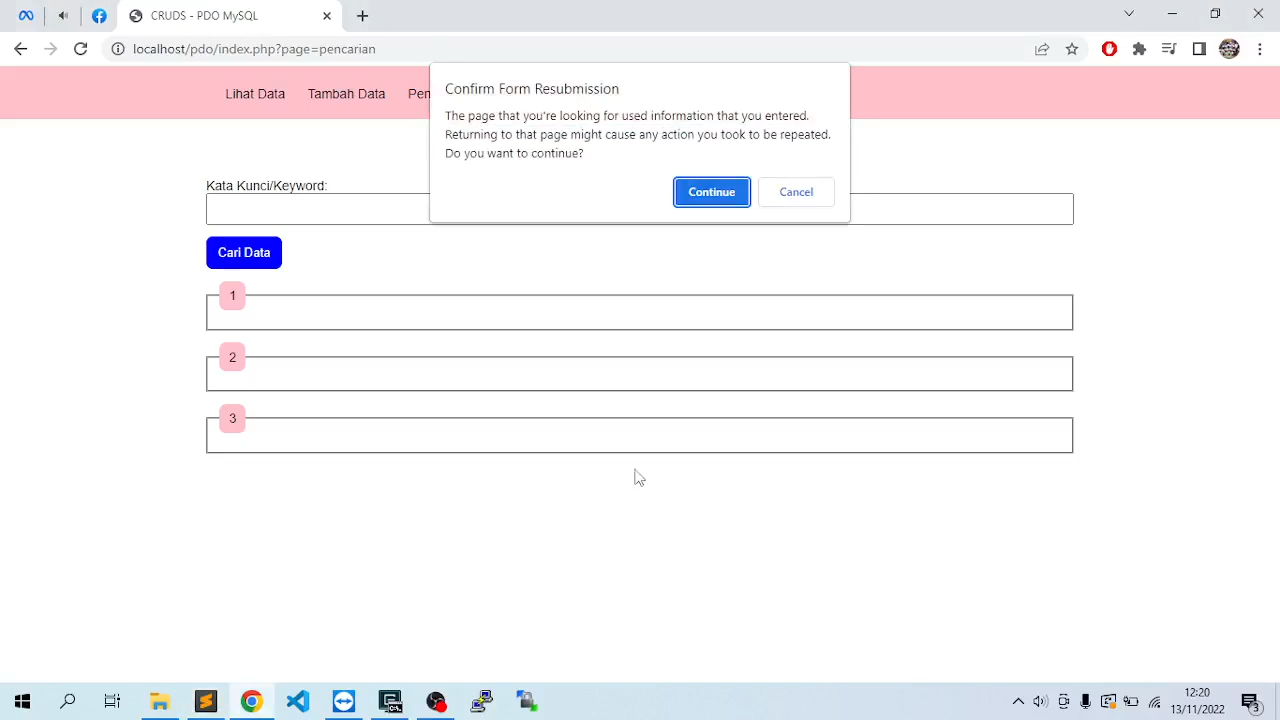 CRUDS - PDO MySQL
localhost/pdo/index.php?page=pencarian
Lihat Data
Tambah Data
Confirm Form Resubmission
The page that you're looking for used information that you entered.
Returning to that page might cause any action you took to be repeated.
Do you want to continue?
Continue
Cancel
Kata Kunci/Keyword:
Cari Data
1
2
3
12:20
13/11/2022
3